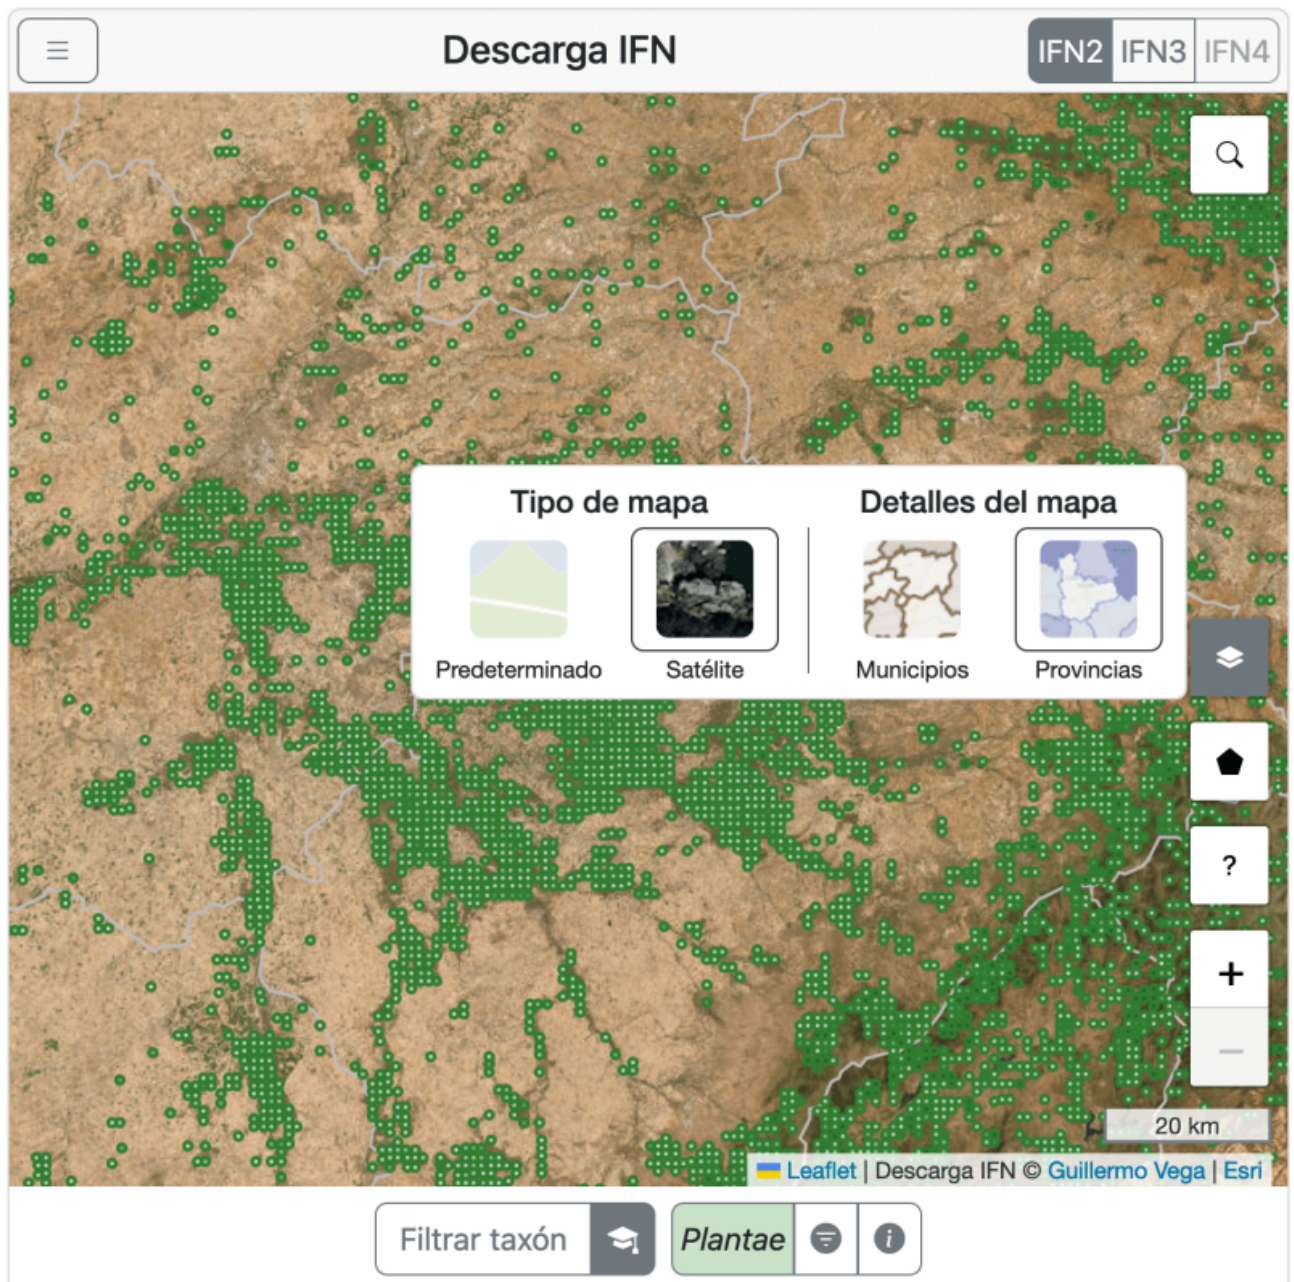 Descarga IFN
IFN2 IFN3 IFN4
Tipo de mapa
Detalles del mapa
Predeterminado
Satélite
Municipios
Provincias
?
+
−
20 km
Leaflet | Descarga IFN © Guillermo Vega | Esri
Filtrar taxón
Plantae